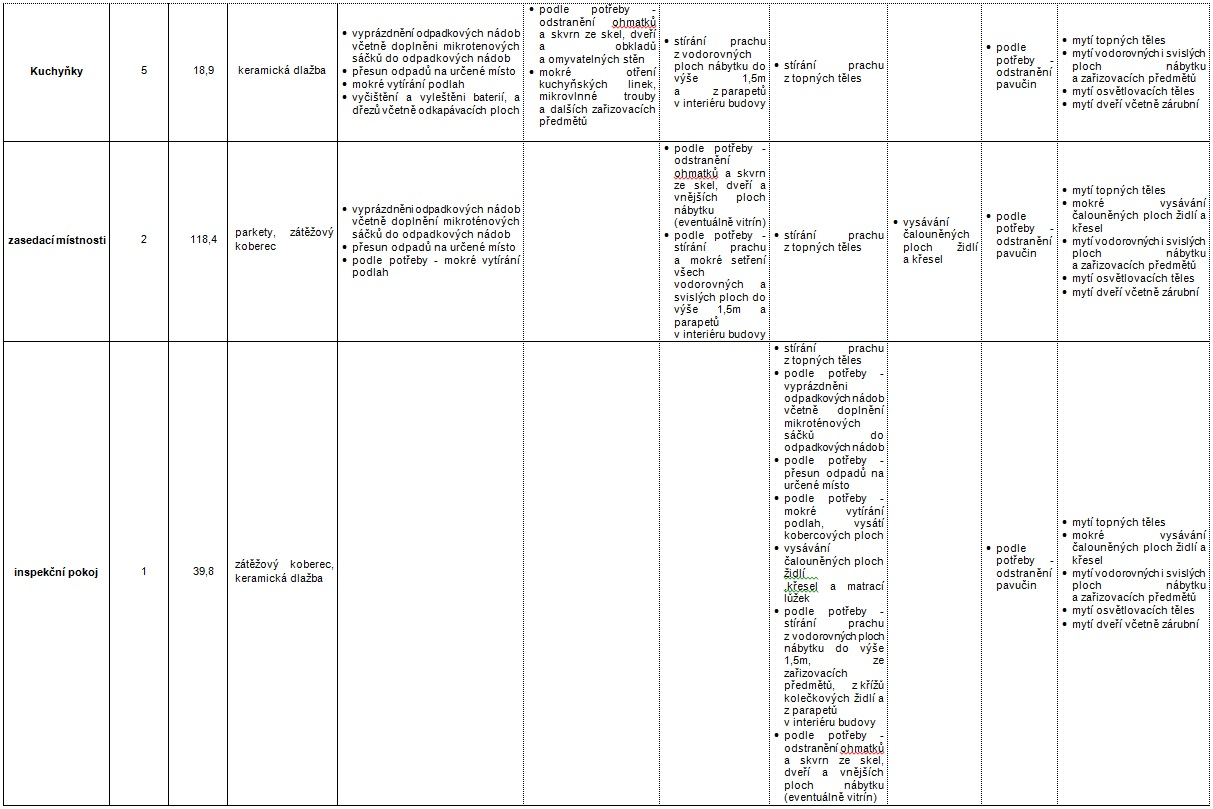 Kuchyňky
5
18,9
keramická dlažba
• vyprázdnění odpadkových nádob
včetně doplněni mikrotenových
sáčků do odpadkových nádob
• přesun odpadů na určené místo
• mokré vytírání podlah
• vyčištění a vyleštěni baterií, a
dřezů včetně odkapávacích ploch
• podle potřeby -
odstranění ohmatků
a skvrn ze skel, dveří
a obkladů
a omyvatelných stěn
• mokré otření
kuchyňských linek,
mikrovlnné trouby
a dalších zařizovacích
předmětů
• stírání prachu
z vodorovných
ploch nábytku do
výše 1,5m
a z parapetů
v interiéru budovy
• stírání prachu
z topných těles
• podle
potřeby -
odstranění
pavučin
• mytí topných těles
• mytí vodorovných i svislých
ploch nábytku
a zařizovacích předmětů
• mytí osvětlovacích těles
• mytí dveří včetně zárubní
zasedací místnosti
2
118,4
parkety, zátěžový
koberec
• vyprázdněni odpadkových nádob
včetně doplnění mikroténových
sáčků do odpadkových nádob
• přesun odpadů na určené místo
• podle potřeby - mokré vytírání
podlah
• podle potřeby -
odstranění
ohmatků a skvrn
ze skel, dveří a
vnějších ploch
nábytku
(eventuálně vitrín)
• podle potřeby -
stírání prachu
a mokré setření
všech
vodorovných a
svislých ploch do
výše 1,5m a
parapetů
v interiéru budovy
• stírání prachu
z topných těles
• vysávání
čalouněných
ploch židlí
a křesel
• podle
potřeby -
odstranění
pavučin
• mytí topných těles
• mokré vysávání
čalouněných ploch židlí a
křesel
• mytí vodorovných i svislých
ploch nábytku
a zařizovacích předmětů
• mytí osvětlovacích těles
• mytí dveří včetně zárubní
inspekční pokoj
1
39,8
zátěžový koberec,
keramická dlažba
• stírání prachu
z topných těles
• podle potřeby -
vyprázdněni
odpadkových nádob
včetně doplnění
mikroténových
sáčků do
odpadkových nádob
• podle potřeby -
přesun odpadů na
určené místo
• podle potřeby -
mokré vytírání
podlah, vysátí
kobercových ploch
• vysávání
čalouněných ploch
židlí
,křesel a matrací
lůžek
• podle potřeby -
stírání prachu
z vodorovných ploch
nábytku do výše
1,5m, ze
zařizovacích
předmětů, z křížů
kolečkových židlí a
z parapetů
v interiéru budovy
• podle potřeby -
odstranění ohmatků
a skvrn ze skel,
dveří a vnějších
ploch nábytku
(eventuálně vitrín)
• podle
potřeby -
odstranění
pavučin
• mytí topných těles
• mokré vysávání
čalouněných ploch židlí a
křesel
• mytí vodorovných i svislých
ploch nábytku
a zařizovacích předmětů
• mytí osvětlovacích těles
• mytí dveří včetně zárubní